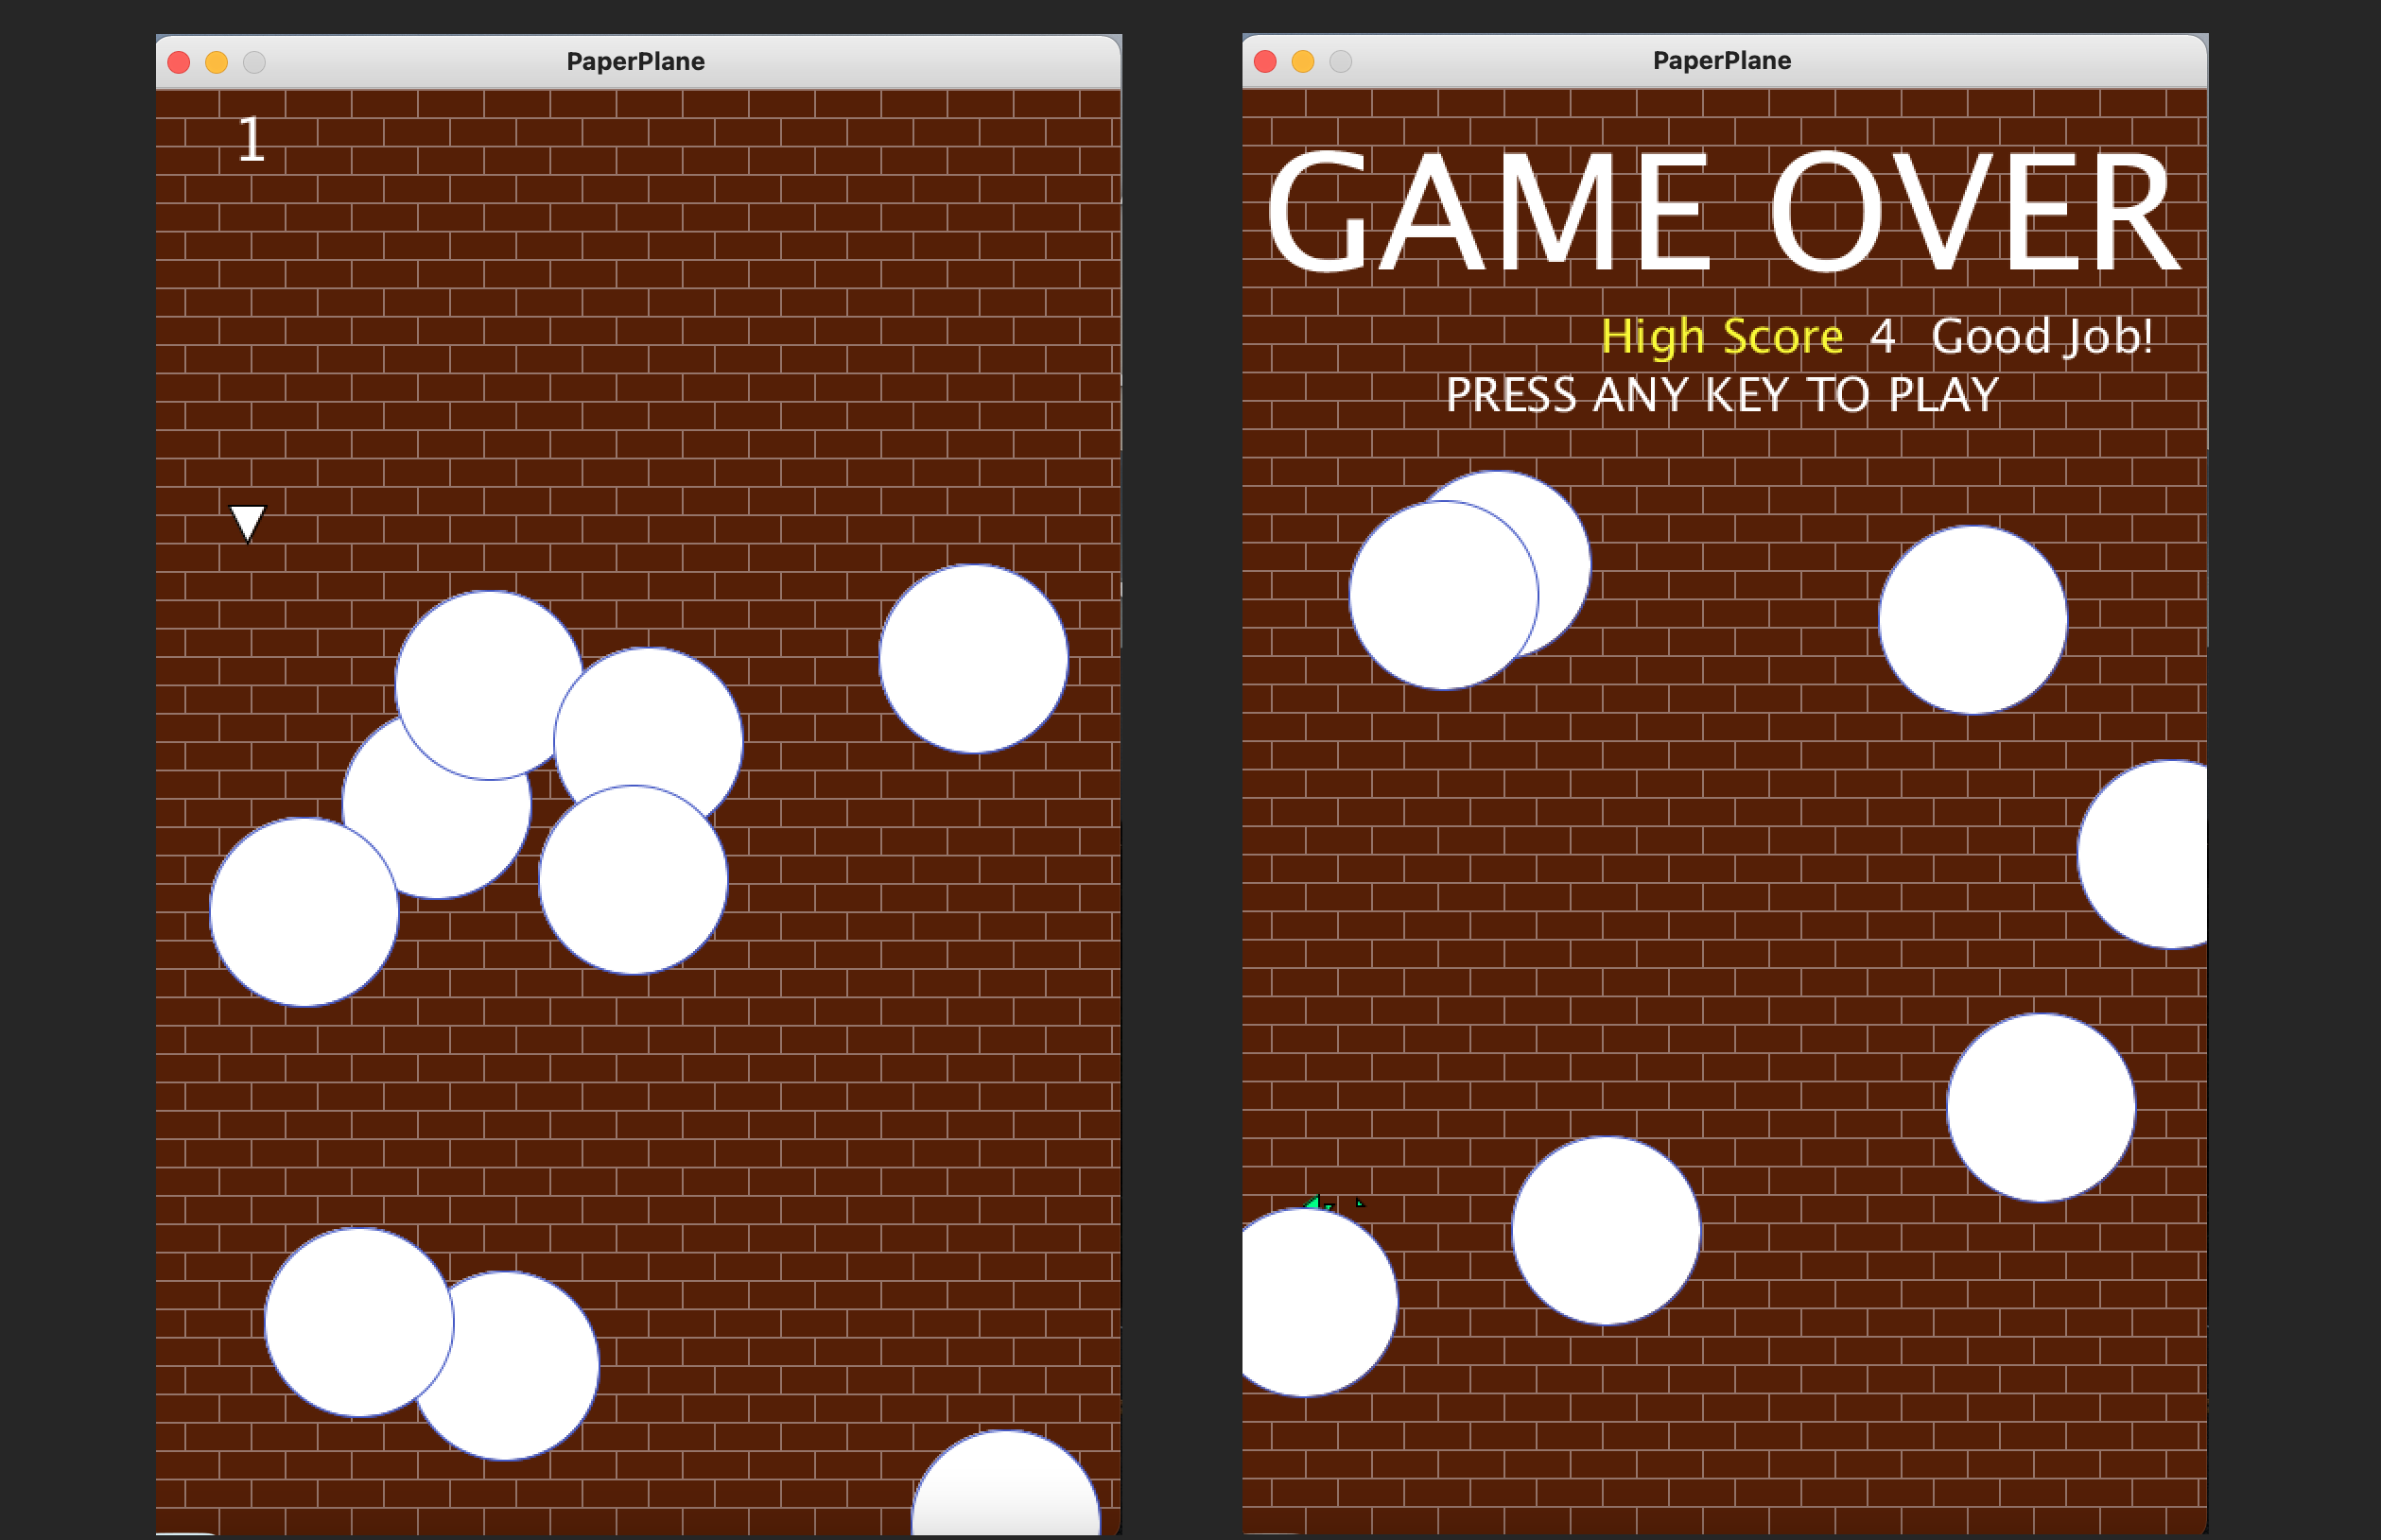 PaperPlane
1
PaperPlane
GAME OVER
High Score 4 Good Job!
PRESS ANY KEY TO PLAY